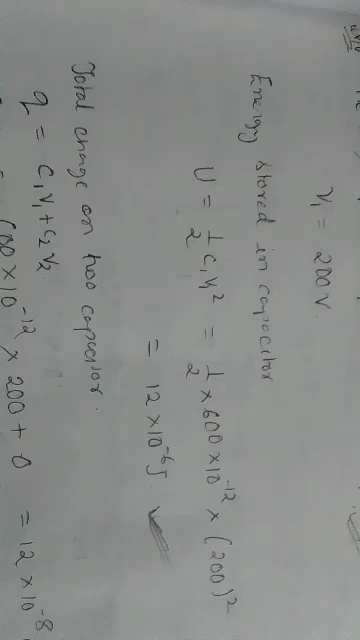 V₁ = 200 V.
Energy stored in capacitor
U = 1/2 C₁V₁² = 1/2 × 600 × 10⁻¹² × (200)²
= 12 × 10⁻⁶ J.
Total charge on two capacitor.
q = C₁V₁ + C₂V₂
× 10⁻¹² × 200 + 0 = 12 × 10⁻⁸